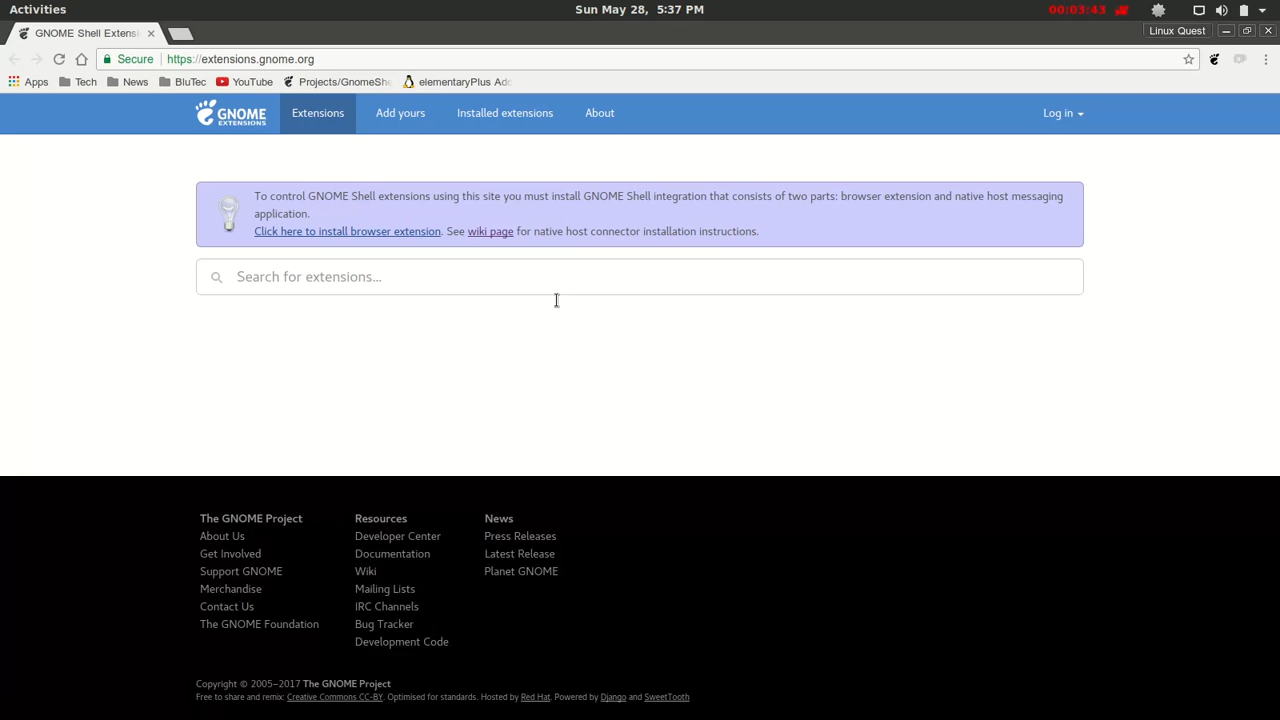 Activities
Sun May 28, 5:37 PM
00:03:43
GNOME Shell Extensi
Linux Quest
Secure https://extensions.gnome.org
Apps Tech News BluTec YouTube Projects/GnomeShe elementaryPlus Add
GNOME
EXTENSIONS
Extensions Add yours Installed extensions About Log in
To control GNOME Shell extensions using this site you must install GNOME Shell integration that consists of two parts: browser extension and native host messaging
application.
Click here to install browser extension. See wiki page for native host connector installation instructions.
Search for extensions...
The GNOME Project
About Us
Get Involved
Support GNOME
Merchandise
Contact Us
The GNOME Foundation
Resources
Developer Center
Documentation
Wiki
Mailing Lists
IRC Channels
Bug Tracker
Development Code
News
Press Releases
Latest Release
Planet GNOME
Copyright © 2005–2017 The GNOME Project
Free to share and remix: Creative Commons CC-BY. Optimised for standards. Hosted by Red Hat. Powered by Django and SweetTooth